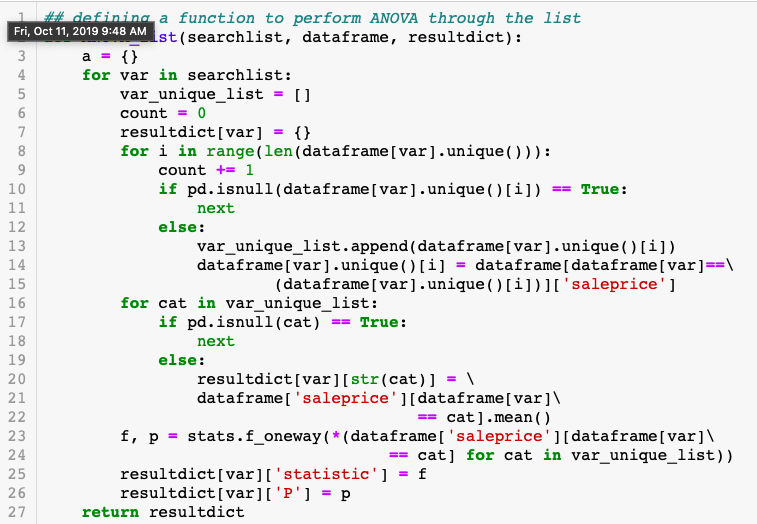 1 ## defining a function to perform ANOVA through the list
Fri, Oct 11, 2019 9:48 AM
st(searchlist, dataframe, resultdict):
3     a = {}
4     for var in searchlist:
5         var_unique_list = []
6         count = 0
7         resultdict[var] = {}
8         for i in range(len(dataframe[var].unique())):
9             count += 1
10             if pd.isnull(dataframe[var].unique()[i]) == True:
11                 next
12             else:
13                 var_unique_list.append(dataframe[var].unique()[i])
14                 dataframe[var].unique()[i] = dataframe[dataframe[var]==\
15                         (dataframe[var].unique()[i])]['saleprice']
16         for cat in var_unique_list:
17             if pd.isnull(cat) == True:
18                 next
19             else:
20                 resultdict[var][str(cat)] = \
21                 dataframe['saleprice'][dataframe[var]\
22                                        == cat].mean()
23         f, p = stats.f_oneway(*(dataframe['saleprice'][dataframe[var]\
24                                     == cat] for cat in var_unique_list))
25         resultdict[var]['statistic'] = f
26         resultdict[var]['P'] = p
27     return resultdict